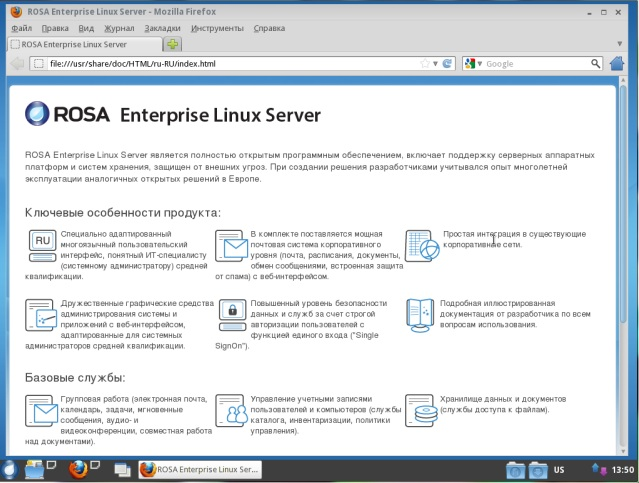 ROSA Enterprise Linux Server - Mozilla Firefox
Файл Правка Вид Журнал Закладки Инструменты Справка
ROSA Enterprise Linux Server
file:///usr/share/doc/HTML/ru-RU/index.html
Google
ROSA Enterprise Linux Server
ROSA Enterprise Linux Server является полностью открытым программным обеспечением, включает поддержку серверных аппаратных
платформ и систем хранения, защищен от внешних угроз. При создании решения разработчиками учитывался опыт многолетней
эксплуатации аналогичных открытых решений в Европе.
Ключевые особенности продукта:
RU
Специально адаптированный
многоязычный пользовательский
интерфейс, понятный ИТ-специалисту
(системному администратору) средней
квалификации.
В комплекте поставляется мощная
почтовая система корпоративного
уровня (почта, расписания, документы,
обмен сообщениями, встроенная защита
от спама) с веб-интерфейсом.
Простая интеграция в существующие
корпоративные сети.
Дружественные графические средства
администрирования системы и
приложений с веб-интерфейсом,
адаптированные для системных
администраторов средней квалификации.
Повышенный уровень безопасности
данных и служб за счет строгой
авторизации пользователей с
функцией единого входа ("Single
SignOn").
Подробная иллюстрированная
документация от разработчика по всем
вопросам использования.
Базовые службы:
Групповая работа (электронная почта,
календарь, задачи, мгновенные
сообщения, аудио- и
видеоконференции, совместная работа
над документами).
Управление учетными записями
пользователей и компьютеров (службы
каталога, инвентаризации, политики
управления).
Хранилище данных и документов
(службы доступа к файлам).
ROSA Enterprise Linux Ser...
US
13:50